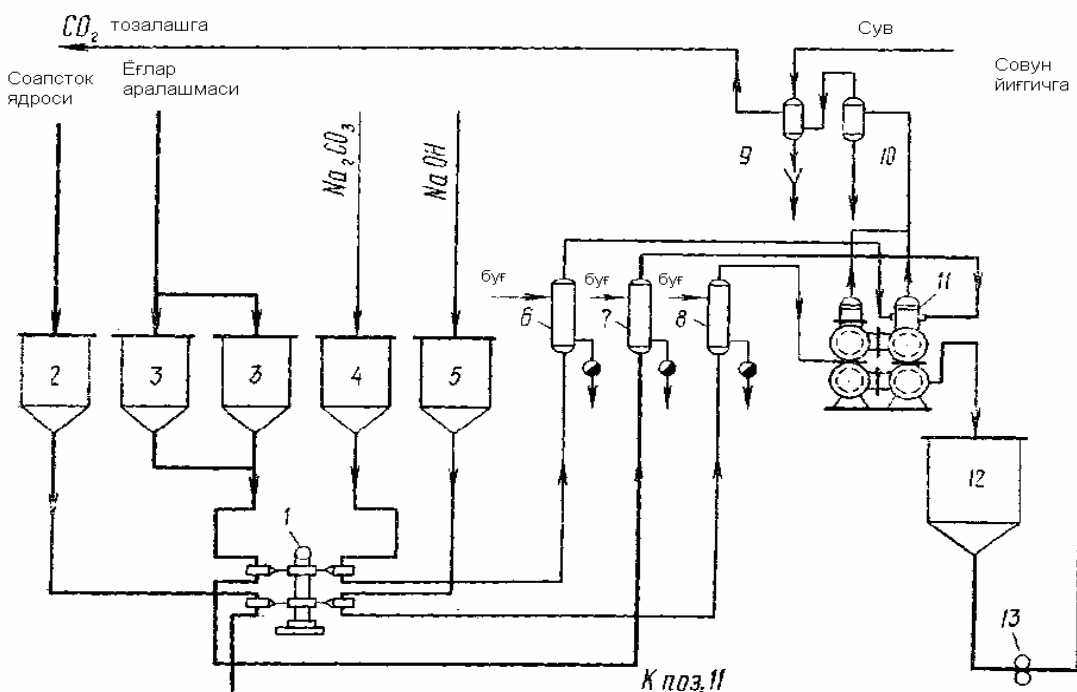 CO₂ тозалашга
Сув
Соапсток
ядроси
Ёғлар
аралашмаси
Совун
йиғгичга
Na₂CO₃
NaOH
9
10
буғ
буғ
буғ
11
6
7
8
2
3
3
4
5
12
1
13
К поз.11